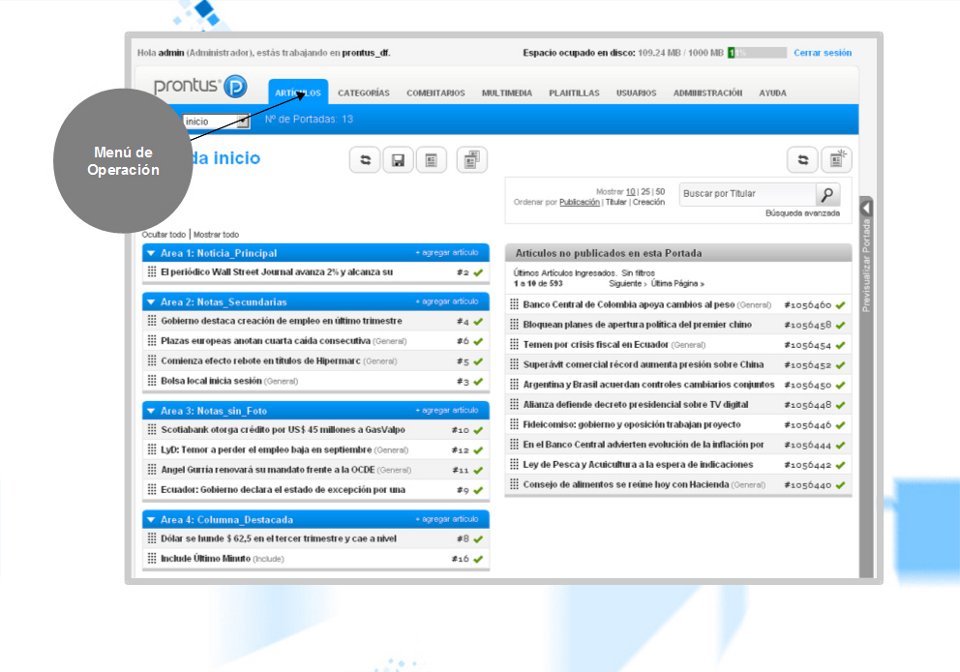 Hola admin (Administrador), estás trabajando en prontus_df.
Espacio ocupado en disco: 109.24 MB / 1000 MB
Cerrar sesión
prontus
ARTÍCULOS CATEGORÍAS COMENTARIOS MULTIMEDIA PLANTILLAS USUARIOS ADMINISTRACIÓN AYUDA
inicio
Nº de Portadas: 13
Menú de
Operación
da inicio
Mostrar 10 | 25 | 50
Ordenar por Publicación | Titular | Creación
Buscar por Titular
Búsqueda avanzada
Ocultar todo | Mostrar todo
Area 1: Noticia_Principal + agregar artículo
El periódico Wall Street Journal avanza 2% y alcanza su #2
Area 2: Notas_Secundarias + agregar artículo
Gobierno destaca creación de empleo en último trimestre #4
Plazas europeas anotan cuarta caída consecutiva (General) #6
Comienza efecto rebote en títulos de Hipermarc (General) #5
Bolsa local inicia sesión (General) #3
Area 3: Notas_sin_Foto + agregar artículo
Scotiabank otorga crédito por US$ 45 millones a GasValpo #10
LyD: Temor a perder el empleo baja en septiembre (General) #12
Angel Gurría renovará su mandato frente a la OCDE (General) #11
Ecuador: Gobierno declara el estado de excepción por una #9
Area 4: Columna_Destacada + agregar artículo
Dólar se hunde $ 62,5 en el tercer trimestre y cae a nivel #8
Include Último Minuto (Include) #16
Artículos no publicados en esta Portada
Últimos Artículos Ingresados. Sin filtros
1 a 10 de 593 Siguiente › Última Página »
Banco Central de Colombia apoya cambios al peso (General) #1056460
Bloquean planes de apertura política del premier chino #1056458
Temen por crisis fiscal en Ecuador (General) #1056454
Superávit comercial récord aumenta presión sobre China #1056452
Argentina y Brasil acuerdan controles cambiarios conjuntos #1056450
Alianza defiende decreto presidencial sobre TV digital #1056448
Fideicomiso: gobierno y oposición trabajan proyecto #1056446
En el Banco Central advierten evolución de la inflación por #1056444
Ley de Pesca y Acuicultura a la espera de indicaciones #1056442
Consejo de alimentos se reúne hoy con Hacienda (General) #1056440
Previsualizar Portada